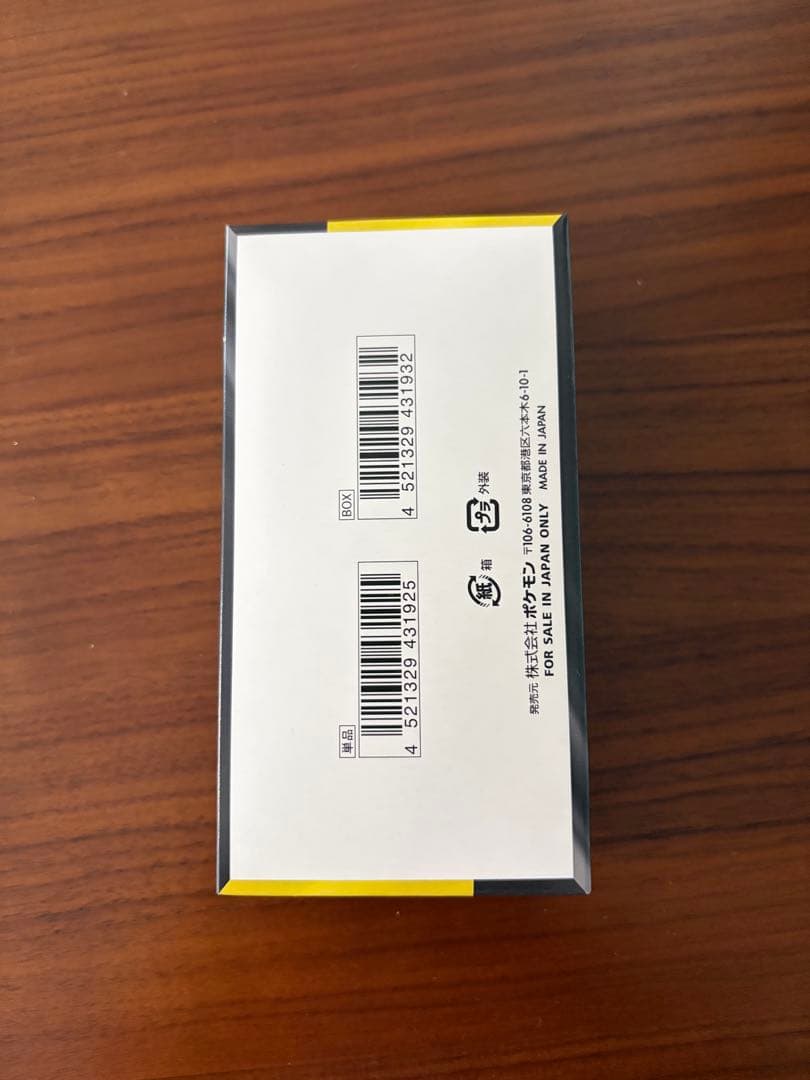 単品
4 521329 431925
BOX
4 521329 431932
紙 箱
プラ 外装
発売元 株式会社ポケモン 〒106-6108 東京都港区六本木6-10-1
FOR SALE IN JAPAN ONLY MADE IN JAPAN